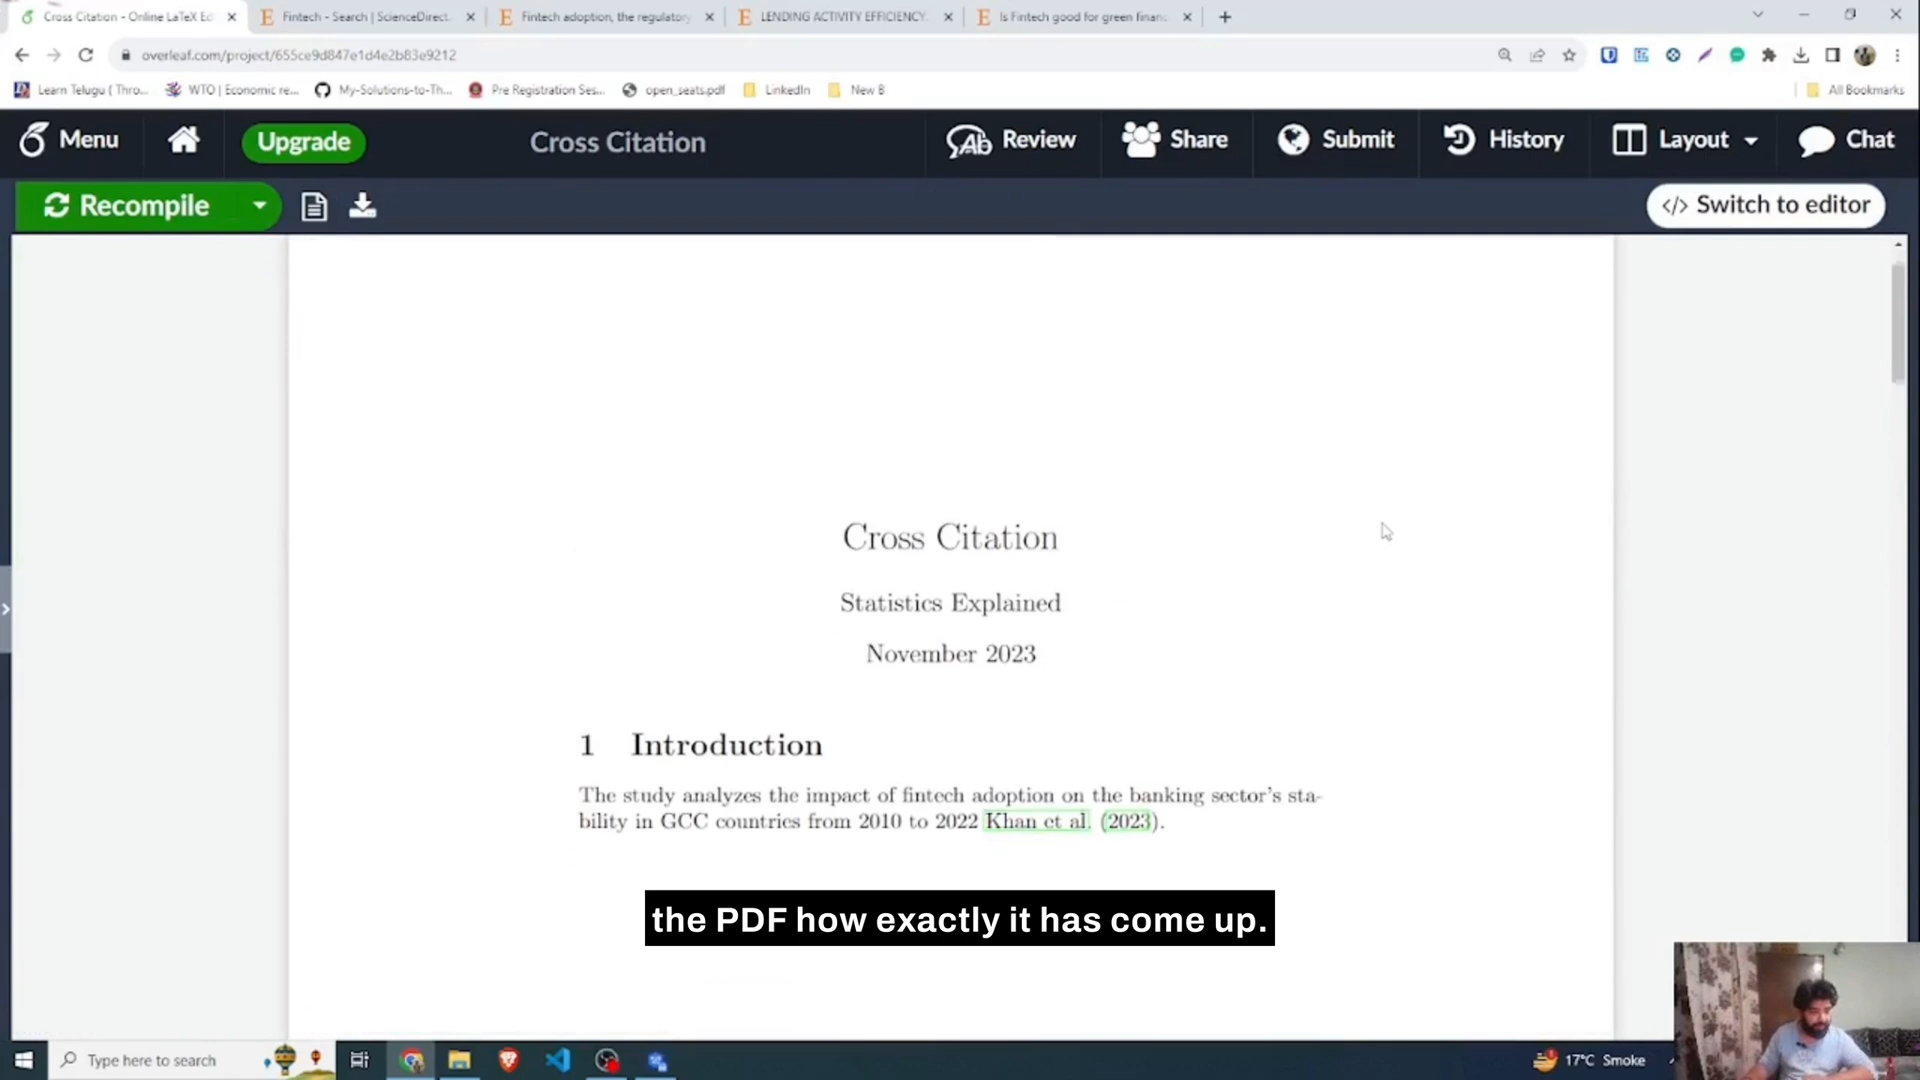 Cross Citation - Online LaTeX Ed
Fintech - Search | ScienceDirect.
Fintech adoption, the regulatory
LENDING ACTIVITY EFFICIENCY.
Is Fintech good for green finan
overleaf.com/project/655ce9d847e1d4e2b83e9212
Learn Telugu ( Thro...
WTO | Economic re...
My-Solutions-to-Th...
Pre Registration Ses...
open_seats.pdf
LinkedIn
New B
All Bookmarks
Menu
Upgrade
Cross Citation
Review
Share
Submit
History
Layout
Chat
Recompile
</> Switch to editor
Cross Citation
Statistics Explained
November 2023
1 Introduction
The study analyzes the impact of fintech adoption on the banking sector's sta-
bility in GCC countries from 2010 to 2022 Khan et al. (2023).
the PDF how exactly it has come up.
Type here to search
17°C Smoke